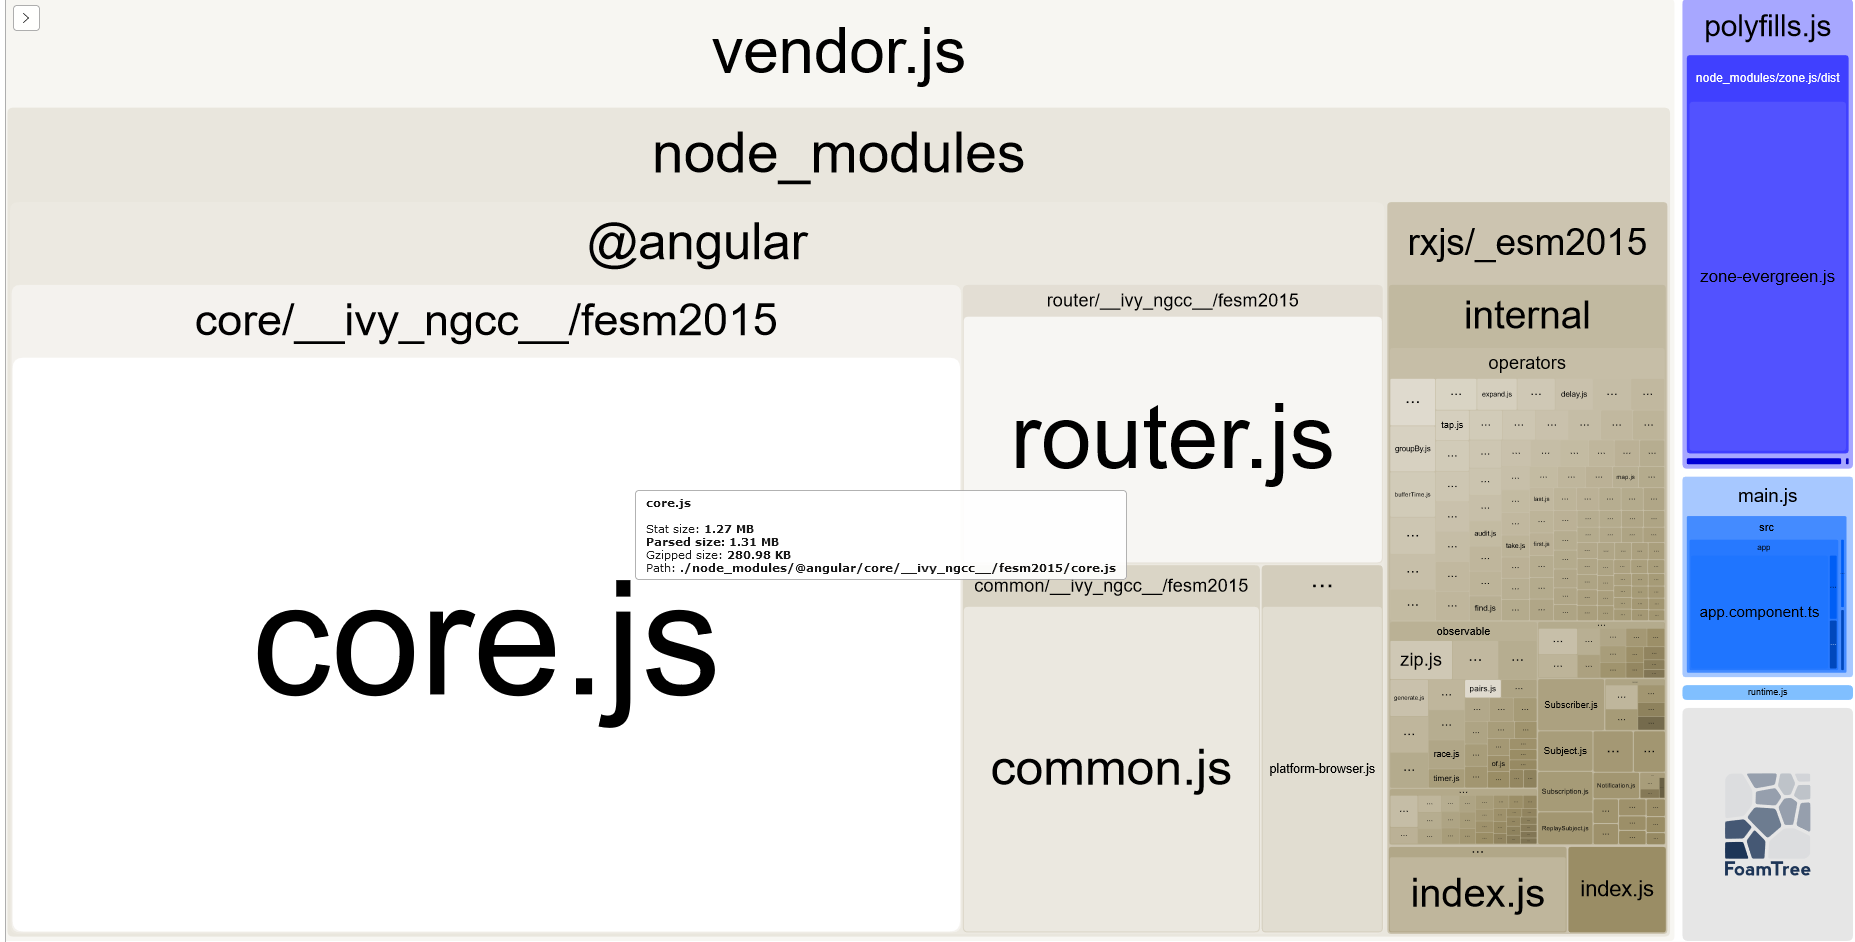 >
vendor.js
node_modules
@angular
core/__ivy_ngcc__/fesm2015
core.js
core.js
Stat size: 1.27 MB
Parsed size: 1.31 MB
Gzipped size: 280.98 KB
Path: ./node_modules/@angular/core/__ivy_ngcc__/fesm2015/core.js
router/__ivy_ngcc__/fesm2015
router.js
common/__ivy_ngcc__/fesm2015
common.js
...
platform-browser.js
rxjs/_esm2015
internal
operators
expand.js
delay.js
tap.js
groupBy.js
map.js
bufferTime.js
last.js
audit.js
take.js
first.js
find.js
observable
zip.js
pairs.js
generate.js
race.js
of.js
timer.js
Subscriber.js
Subject.js
Subscription.js
Notification.js
ReplaySubject.js
index.js
index.js
polyfills.js
node_modules/zone.js/dist
zone-evergreen.js
main.js
src
app
app.component.ts
runtime.js
FoamTree